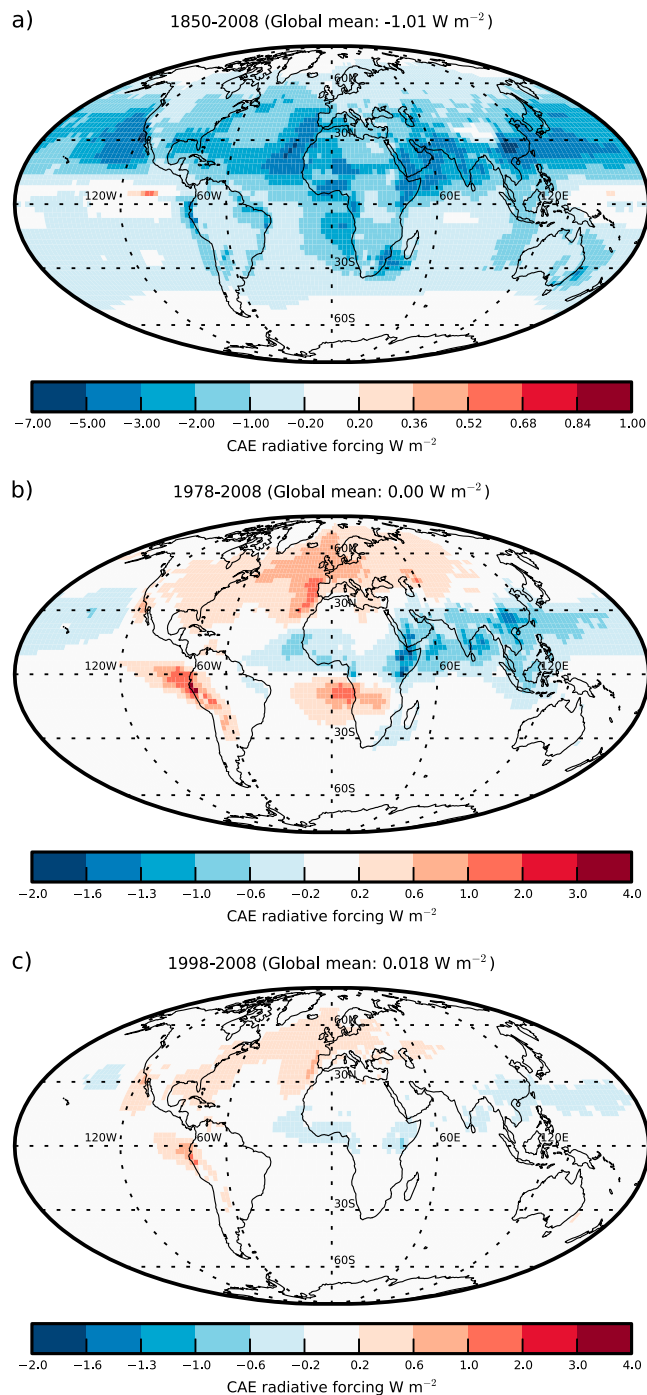 a)
1850-2008 (Global mean: -1.01 W m⁻²)
60N
30N
120W 60W 60E 120E
30S
60S
−7.00 −5.00 −3.00 −2.00 −1.00 −0.20 0.20 0.36 0.52 0.68 0.84 1.00
CAE radiative forcing W m⁻²
b)
1978-2008 (Global mean: 0.00 W m⁻²)
60N
30N
120W 60W 60E 120E
30S
60S
−2.0 −1.6 −1.3 −1.0 −0.6 −0.2 0.2 0.6 1.0 2.0 3.0 4.0
CAE radiative forcing W m⁻²
c)
1998-2008 (Global mean: 0.018 W m⁻²)
60N
30N
120W 60W 60E 120E
30S
60S
−2.0 −1.6 −1.3 −1.0 −0.6 −0.2 0.2 0.6 1.0 2.0 3.0 4.0
CAE radiative forcing W m⁻²